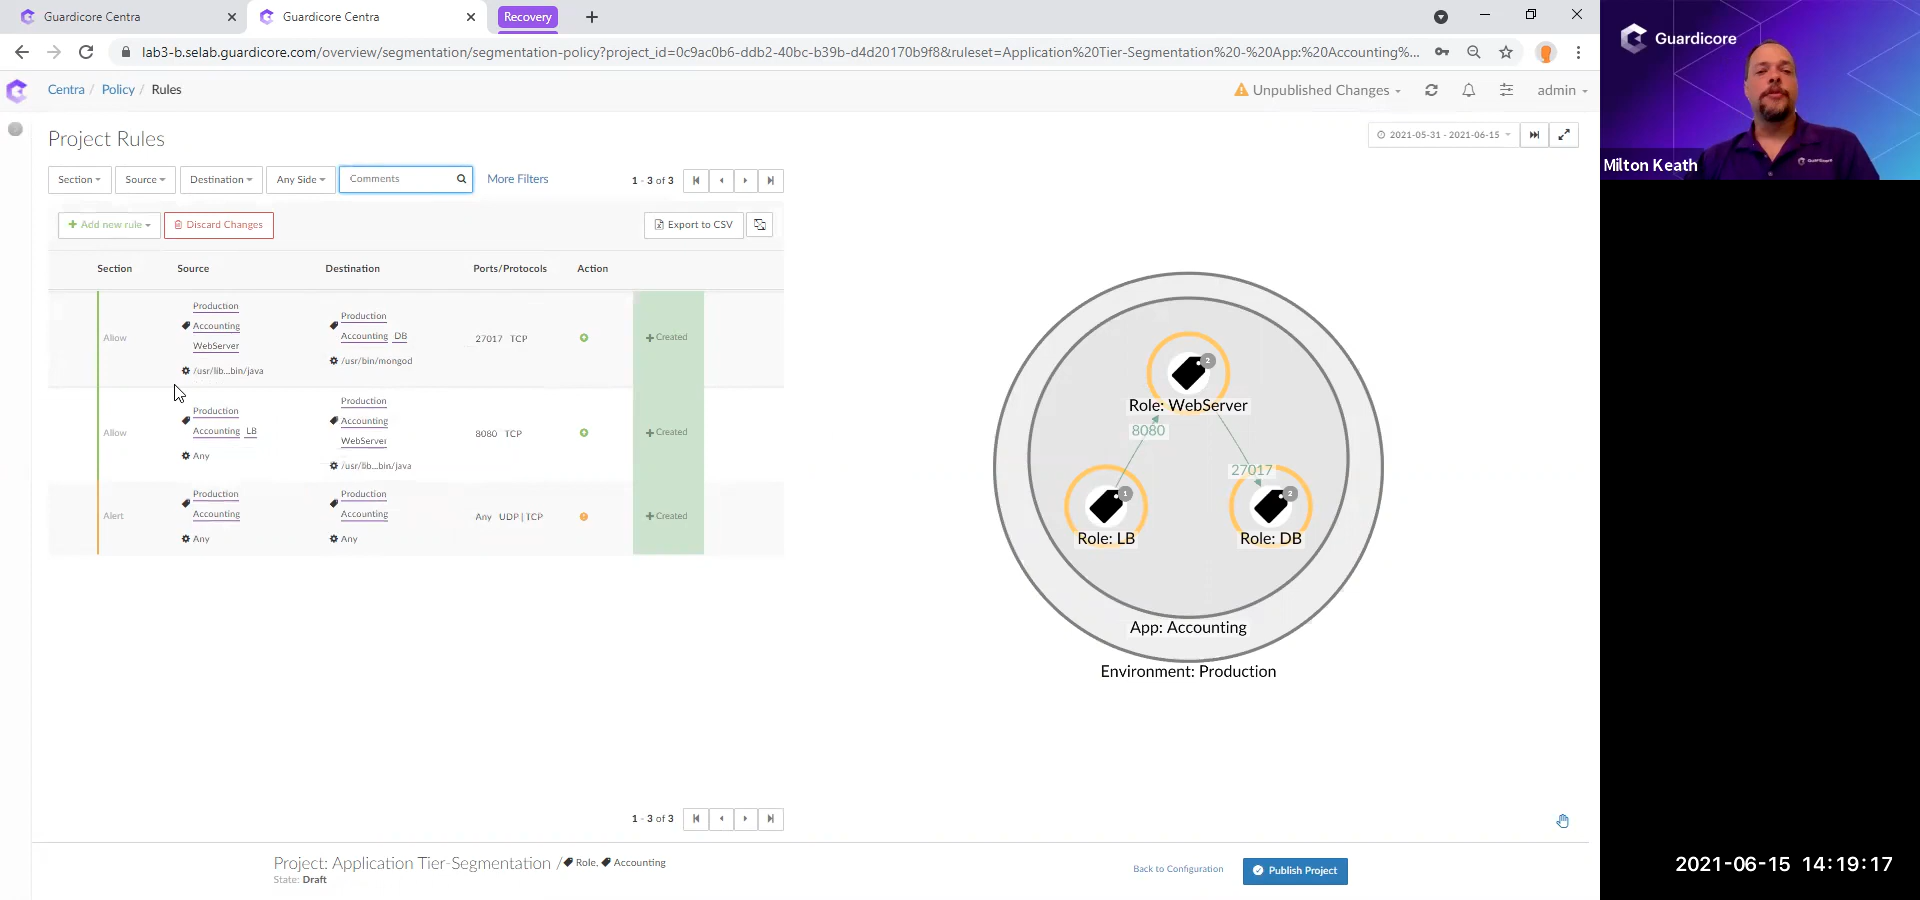 Guardicore Centra
Guardicore Centra
Recovery
lab3-b.selab.guardicore.com/overview/segmentation/segmentation-policy?project_id=0c9ac0b6-ddb2-40bc-b39b-d4d20170b9f8&ruleset=Application%20Tier-Segmentation%20-%20App:%20Accounting%...
Guardicore
Centra / Policy / Rules
Unpublished Changes
admin
Project Rules
2021-05-31 - 2021-06-15
Milton Keath
Section
Source
Destination
Any Side
Comments
More Filters
1 - 3 of 3
+ Add new rule
Discard Changes
Export to CSV
Section Source Destination Ports/Protocols Action
Allow
Production
Accounting
WebServer
/usr/lib...bin/java
Production
Accounting DB
/usr/bin/mongod
27017 TCP
+ Created
Allow
Production
Accounting LB
Any
Production
Accounting
WebServer
/usr/lib...bin/java
8080 TCP
+ Created
Alert
Production
Accounting
Any
Production
Accounting
Any
Any UDP | TCP
+ Created
2
Role: WebServer
8080
27017
1
2
Role: LB
Role: DB
App: Accounting
Environment: Production
1 - 3 of 3
Project: Application Tier-Segmentation / Role, Accounting
State: Draft
Back to Configuration
Publish Project
2021-06-15 14:19:17